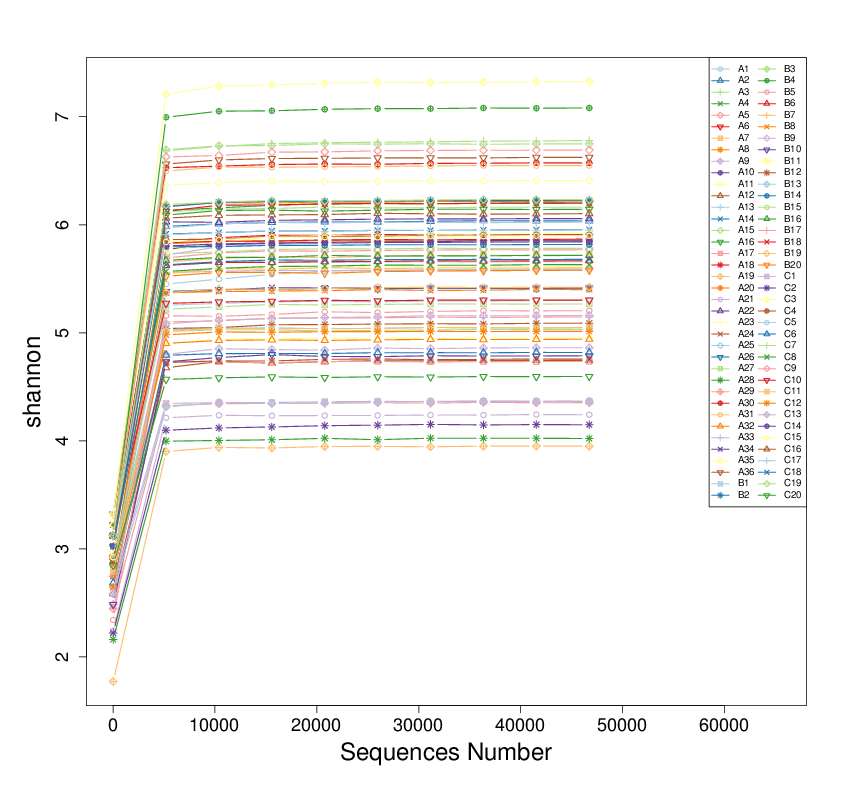 shannon
7
6
5
4
3
2
0 10000 20000 30000 40000 50000 60000
Sequences Number
A1 B3
A2 B4
A3 B5
A4 B6
A5 B7
A6 B8
A7 B9
A8 B10
A9 B11
A10 B12
A11 B13
A12 B14
A13 B15
A14 B16
A15 B17
A16 B18
A17 B19
A18 B20
A19 C1
A20 C2
A21 C3
A22 C4
A23 C5
A24 C6
A25 C7
A26 C8
A27 C9
A28 C10
A29 C11
A30 C12
A31 C13
A32 C14
A33 C15
A34 C16
A35 C17
A36 C18
B1 C19
B2 C20